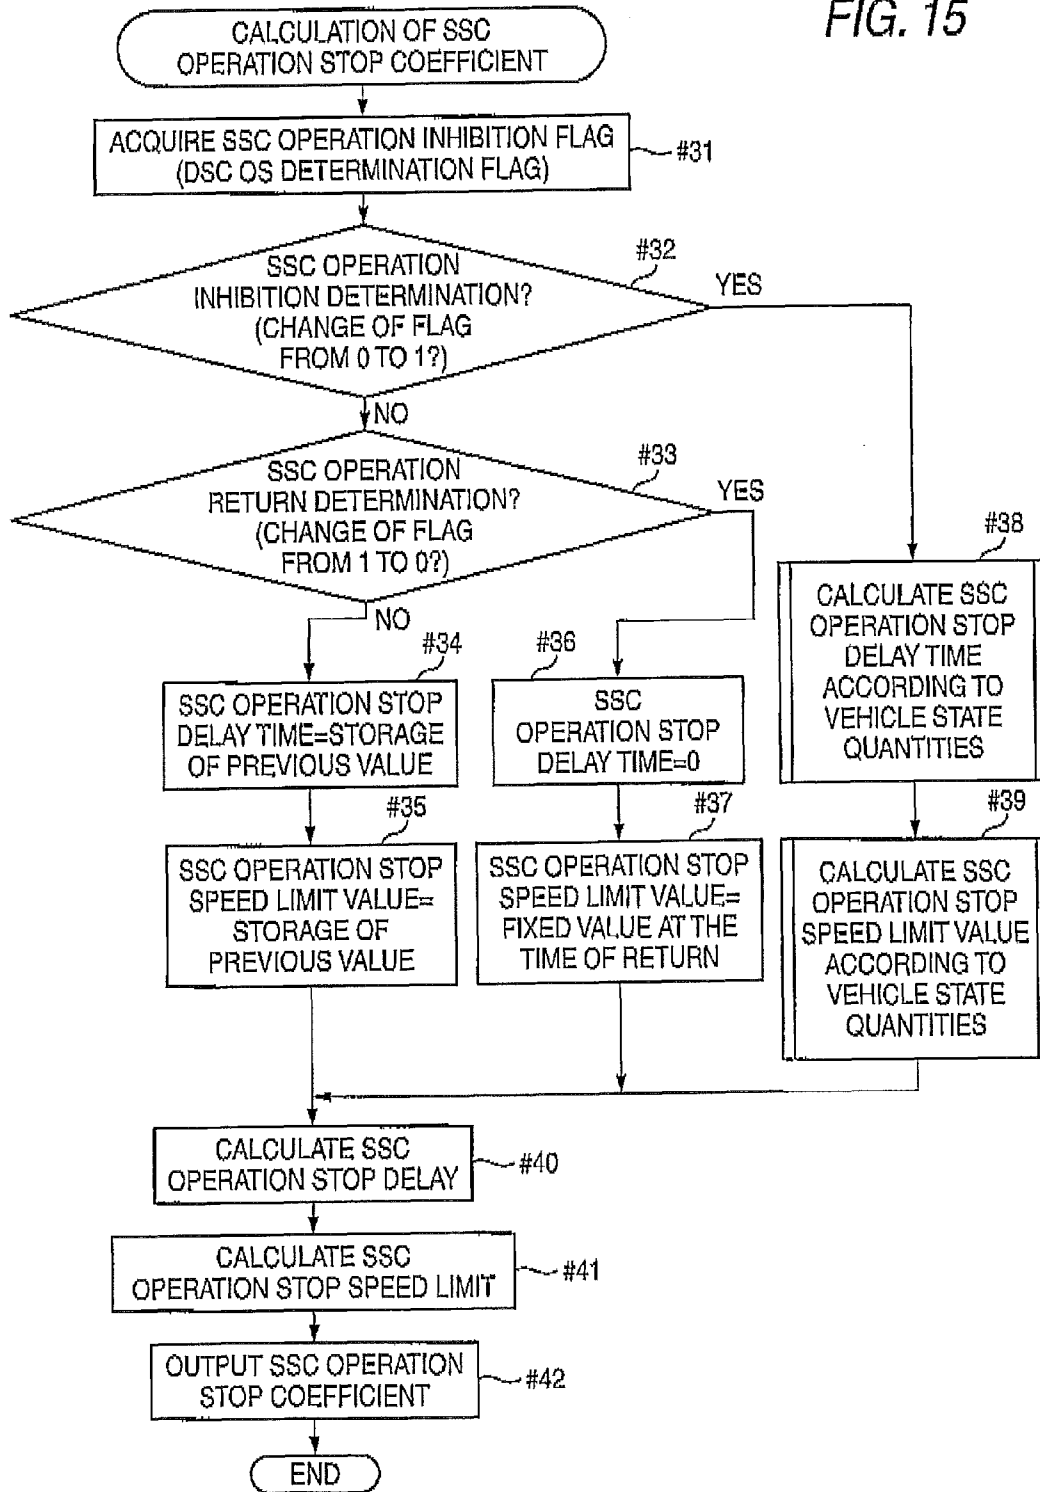 FIG. 15
CALCULATION OF SSC
OPERATION STOP COEFFICIENT
ACQUIRE SSC OPERATION INHIBITION FLAG
(DSC OS DETERMINATION FLAG)
#31
SSC OPERATION
INHIBITION DETERMINATION?
(CHANGE OF FLAG
FROM 0 TO 1?)
#32
YES
NO
SSC OPERATION
RETURN DETERMINATION?
(CHANGE OF FLAG
FROM 1 TO 0?)
#33
YES
NO
#34
SSC OPERATION STOP
DELAY TIME=STORAGE
OF PREVIOUS VALUE
#35
SSC OPERATION STOP
SPEED LIMIT VALUE=
STORAGE OF
PREVIOUS VALUE
#36
SSC
OPERATION STOP
DELAY TIME=0
#37
SSC OPERATION STOP
SPEED LIMIT VALUE=
FIXED VALUE AT THE
TIME OF RETURN
#38
CALCULATE SSC
OPERATION STOP
DELAY TIME
ACCORDING TO
VEHICLE STATE
QUANTITIES
#39
CALCULATE SSC
OPERATION STOP
SPEED LIMIT VALUE
ACCORDING TO
VEHICLE STATE
QUANTITIES
CALCULATE SSC
OPERATION STOP DELAY
#40
CALCULATE SSC
OPERATION STOP SPEED LIMIT
#41
OUTPUT SSC OPERATION
STOP COEFFICIENT
#42
END